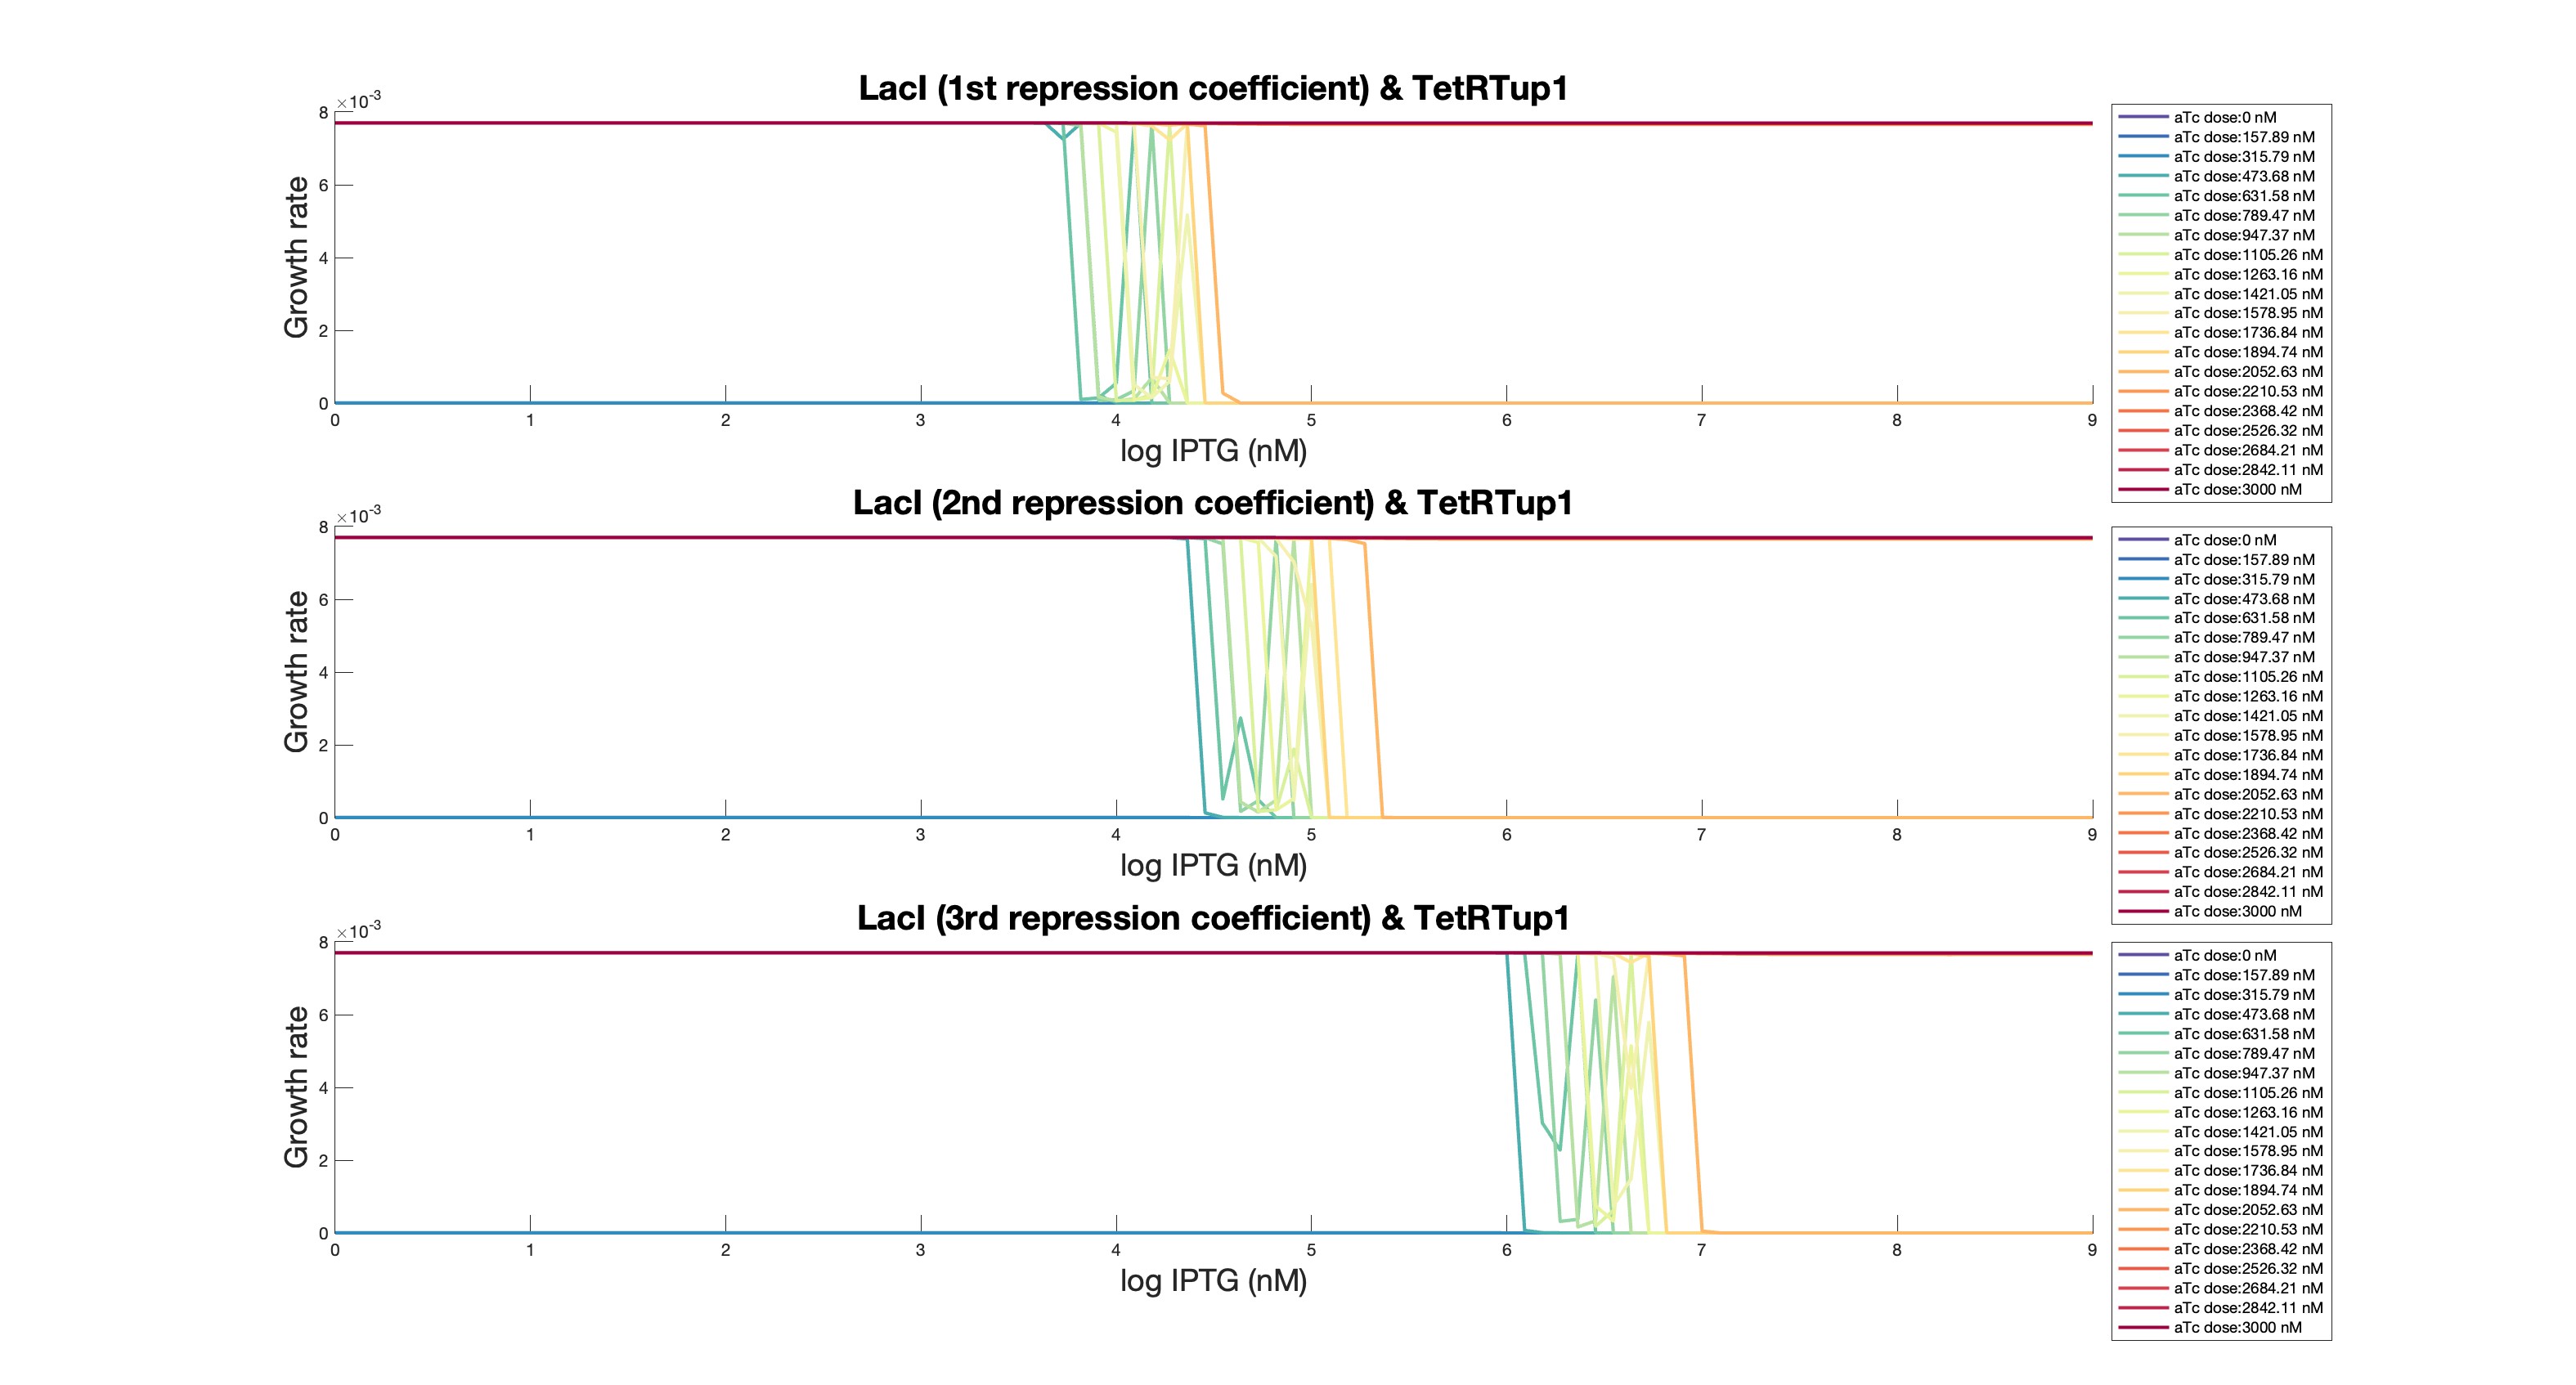 LacI (1st repression coefficient) & TetRTup1
×10-3
8
6
4
2
0
Growth rate
0 1 2 3 4 5 6 7 8 9
log IPTG (nM)
aTc dose:0 nM
aTc dose:157.89 nM
aTc dose:315.79 nM
aTc dose:473.68 nM
aTc dose:631.58 nM
aTc dose:789.47 nM
aTc dose:947.37 nM
aTc dose:1105.26 nM
aTc dose:1263.16 nM
aTc dose:1421.05 nM
aTc dose:1578.95 nM
aTc dose:1736.84 nM
aTc dose:1894.74 nM
aTc dose:2052.63 nM
aTc dose:2210.53 nM
aTc dose:2368.42 nM
aTc dose:2526.32 nM
aTc dose:2684.21 nM
aTc dose:2842.11 nM
aTc dose:3000 nM
LacI (2nd repression coefficient) & TetRTup1
×10-3
8
6
4
2
0
Growth rate
0 1 2 3 4 5 6 7 8 9
log IPTG (nM)
aTc dose:0 nM
aTc dose:157.89 nM
aTc dose:315.79 nM
aTc dose:473.68 nM
aTc dose:631.58 nM
aTc dose:789.47 nM
aTc dose:947.37 nM
aTc dose:1105.26 nM
aTc dose:1263.16 nM
aTc dose:1421.05 nM
aTc dose:1578.95 nM
aTc dose:1736.84 nM
aTc dose:1894.74 nM
aTc dose:2052.63 nM
aTc dose:2210.53 nM
aTc dose:2368.42 nM
aTc dose:2526.32 nM
aTc dose:2684.21 nM
aTc dose:2842.11 nM
aTc dose:3000 nM
LacI (3rd repression coefficient) & TetRTup1
×10-3
8
6
4
2
0
Growth rate
0 1 2 3 4 5 6 7 8 9
log IPTG (nM)
aTc dose:0 nM
aTc dose:157.89 nM
aTc dose:315.79 nM
aTc dose:473.68 nM
aTc dose:631.58 nM
aTc dose:789.47 nM
aTc dose:947.37 nM
aTc dose:1105.26 nM
aTc dose:1263.16 nM
aTc dose:1421.05 nM
aTc dose:1578.95 nM
aTc dose:1736.84 nM
aTc dose:1894.74 nM
aTc dose:2052.63 nM
aTc dose:2210.53 nM
aTc dose:2368.42 nM
aTc dose:2526.32 nM
aTc dose:2684.21 nM
aTc dose:2842.11 nM
aTc dose:3000 nM